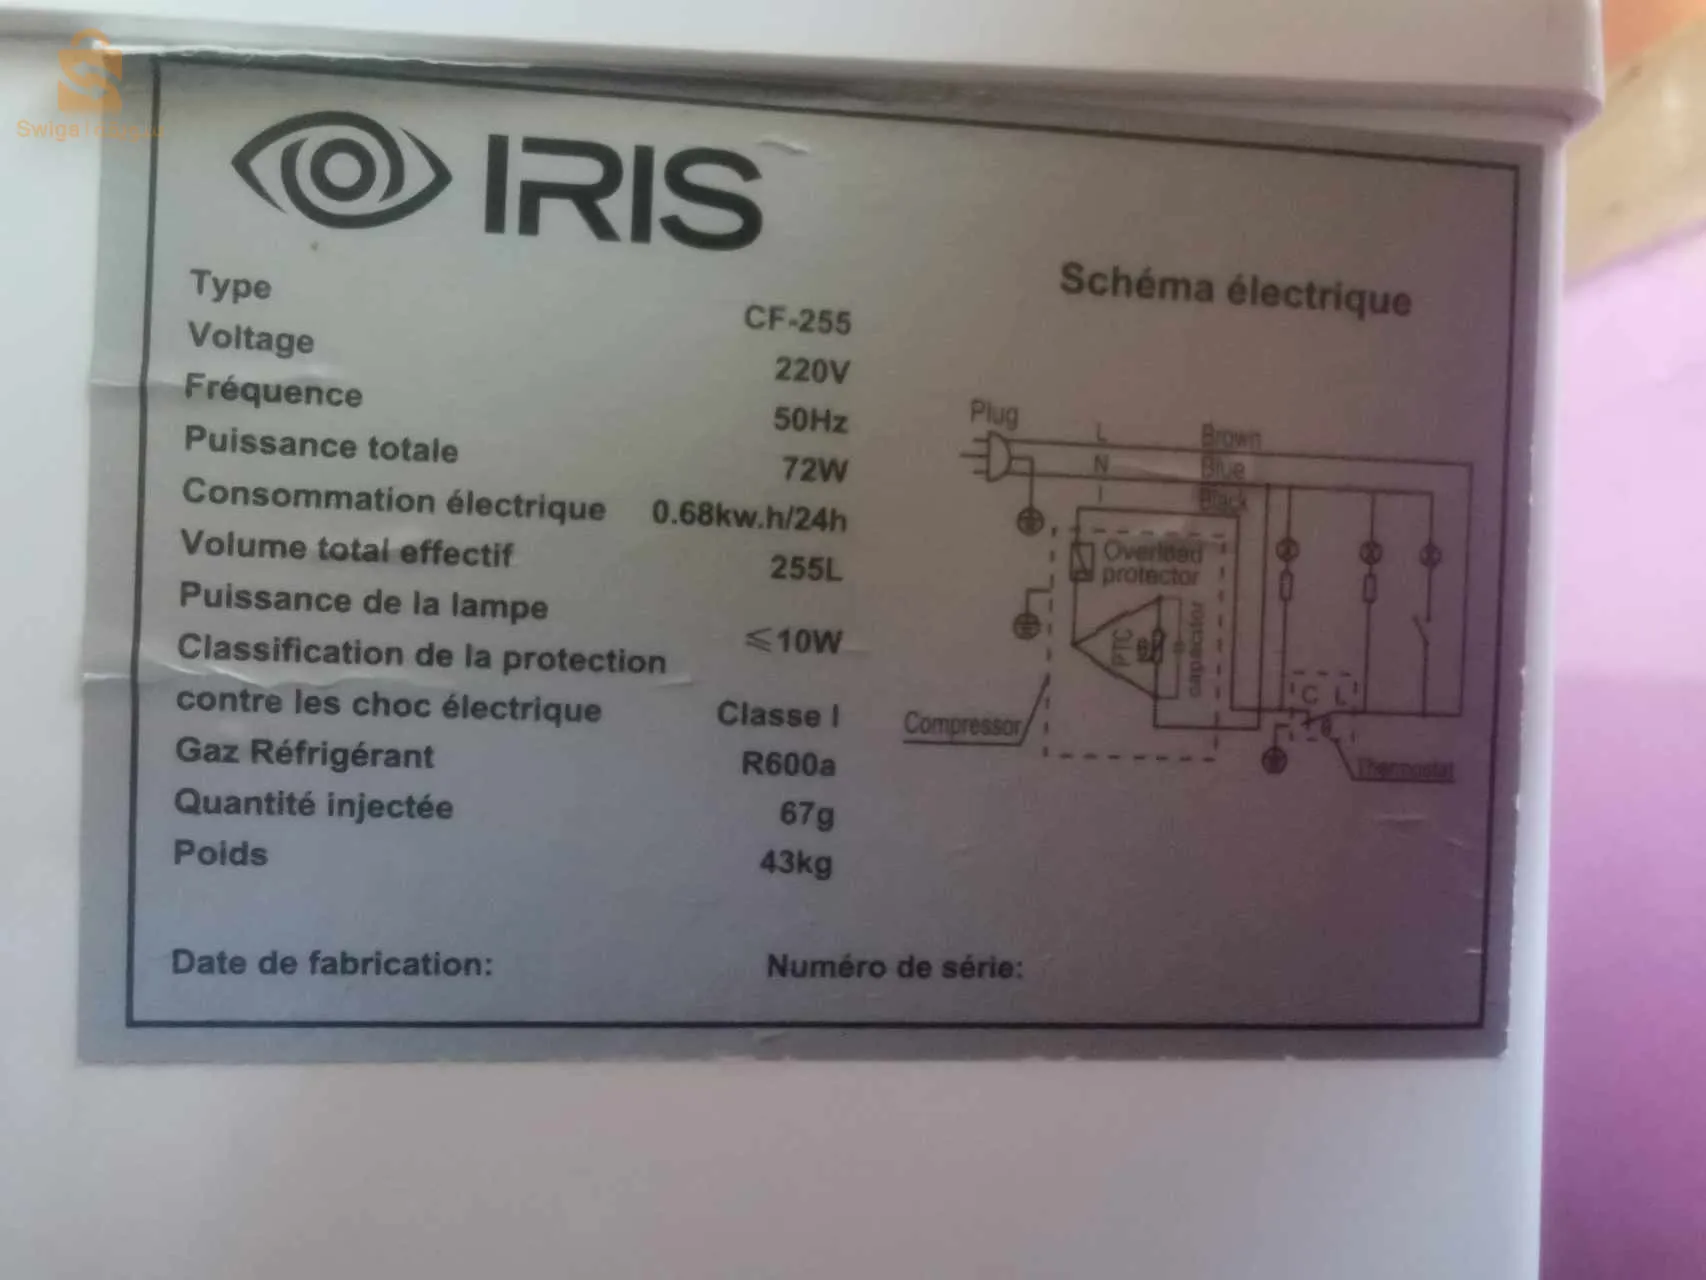 IRIS
Type CF-255
Voltage 220V
Fréquence 50Hz
Puissance totale 72W
Consommation électrique 0.68kw.h/24h
Volume total effectif 255L
Puissance de la lampe ≤10W
Classification de la protection
contre les choc électrique Classe I
Gaz Réfrigérant R600a
Quantité injectée 67g
Poids 43kg
Date de fabrication:
Numéro de série:
Schéma électrique
Plug
L
Brown
N
Blue
Black
Overload
protector
PTC
capacitor
Compressor
C L
Thermostat